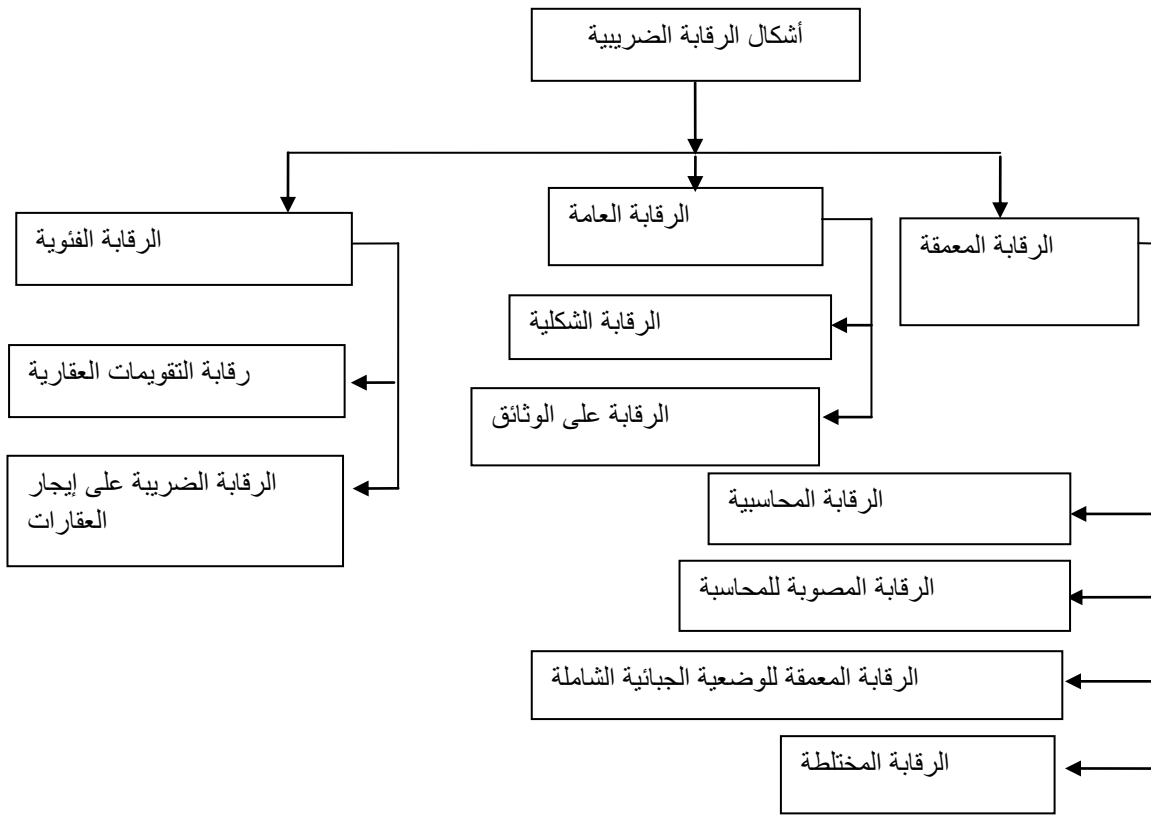 أشكال الرقابة الضريبية
الرقابة المعمقة
الرقابة العامة
الرقابة الفئوية
الرقابة الشكلية
الرقابة على الوثائق
رقابة التقويمات العقارية
الرقابة الضريبة على إيجار
العقارات
الرقابة المحاسبية
الرقابة المصوبة للمحاسبة
الرقابة المعمقة للوضعية الجبائية الشاملة
الرقابة المختلطة